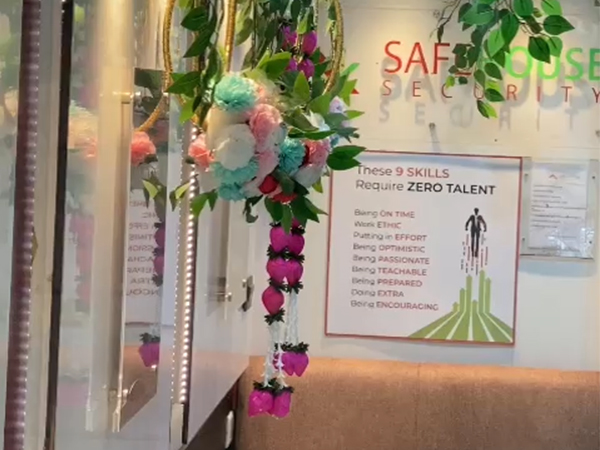 SAFEHOUSE
SECURITY
These 9 SKILLS
Require ZERO TALENT
Being ON TIME
Work ETHIC
Putting in EFFORT
Being OPTIMISTIC
Being PASSIONATE
Being TEACHABLE
Being PREPARED
Doing EXTRA
Being ENCOURAGING